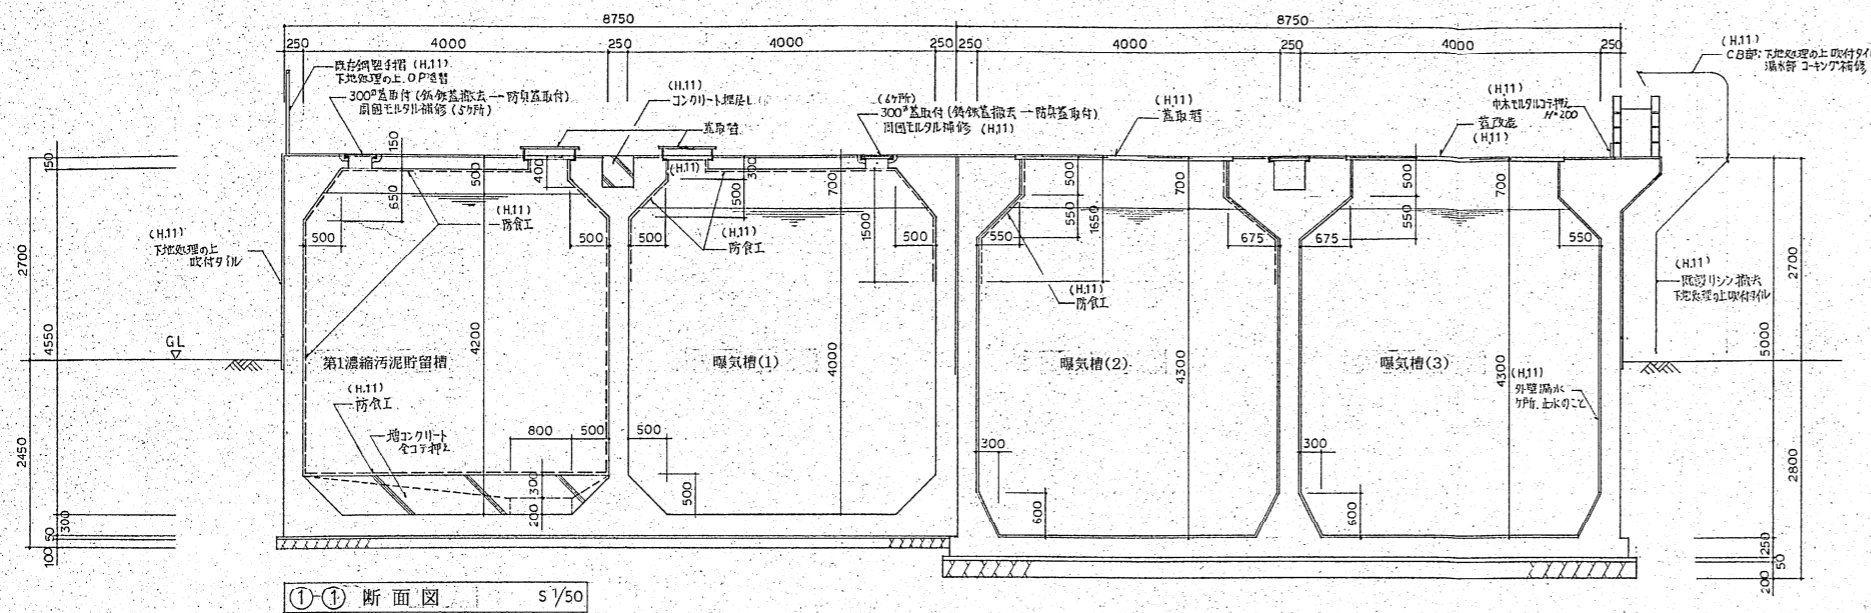 8750
8750
250
4000
250
250
4000
250
250
4000
250
250
4000
250
既存鋼製手摺 (H.11)
下地処理の上.OP塗替
300φ蓋取付(鋳鉄蓋撤去→防臭蓋取付)
周囲モルタル補修 (5ヶ所)
(H.11)
コンクリート埋戻し
蓋取替
(6ヶ所)
300φ蓋取付(鋳鉄蓋撤去→防臭蓋取付)
周囲モルタル補修 (H.11)
(H.11)
蓋取替
(H.11)
巾木モルタルコテ押え
H=200
蓋改造
(H.11)
(H.11)
CB部:下地処理の上吹付タイル
漏水部 コーキング補修
150
150
650
500
400
(H.11)
500
300
700
1500
500
550
1650
700
500
550
700
500
500
500
500
550
675
675
550
(H.11)
防食工
(H.11)
防食工
(H.11)
防食工
(H.11)
下地処理の上
吹付タイル
(H.11)
既設リシン撤去
下地処理の上吹付タイル
2700
4550
2450
GL
第1濃縮汚泥貯留槽
曝気槽(1)
曝気槽(2)
曝気槽(3)
4200
4000
4300
4300
(H.11)
外壁漏水
ヶ所.止水のこと
2700
5000
2800
(H.11)
防食工
増コンクリート
金コテ押え
800
500
500
300
200
500
300
600
300
600
300
50
100
250
50
200
①-① 断面図 S 1/50